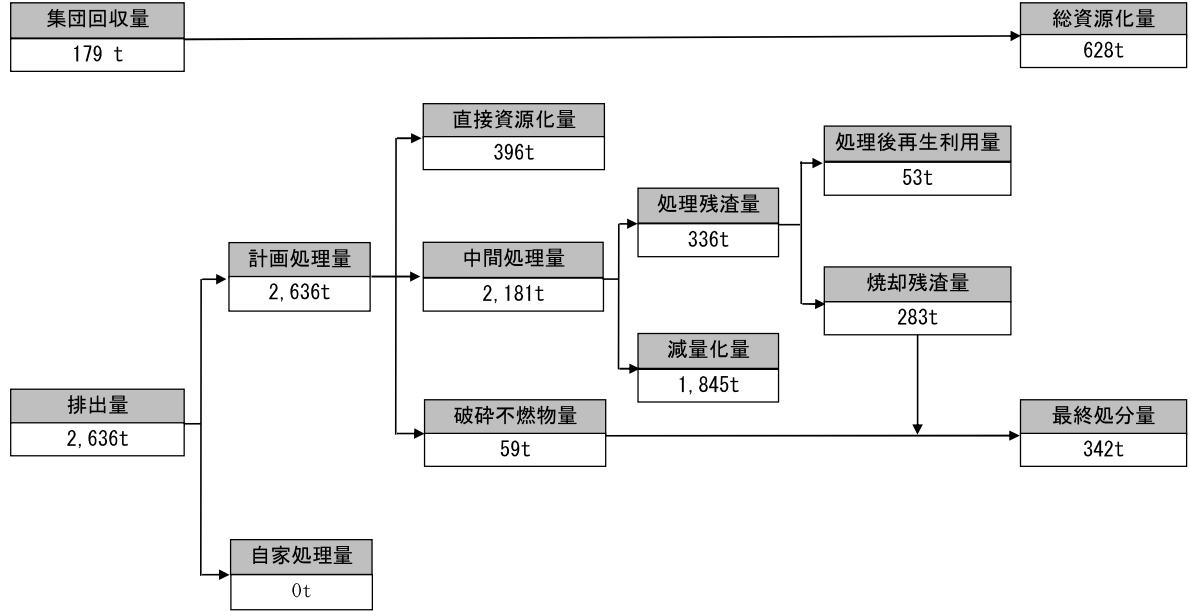 集団回収量
179 t
総資源化量
628t
直接資源化量
396t
処理後再生利用量
53t
処理残渣量
336t
計画処理量
2,636t
中間処理量
2,181t
焼却残渣量
283t
減量化量
1,845t
排出量
2,636t
破砕不燃物量
59t
最終処分量
342t
自家処理量
0t